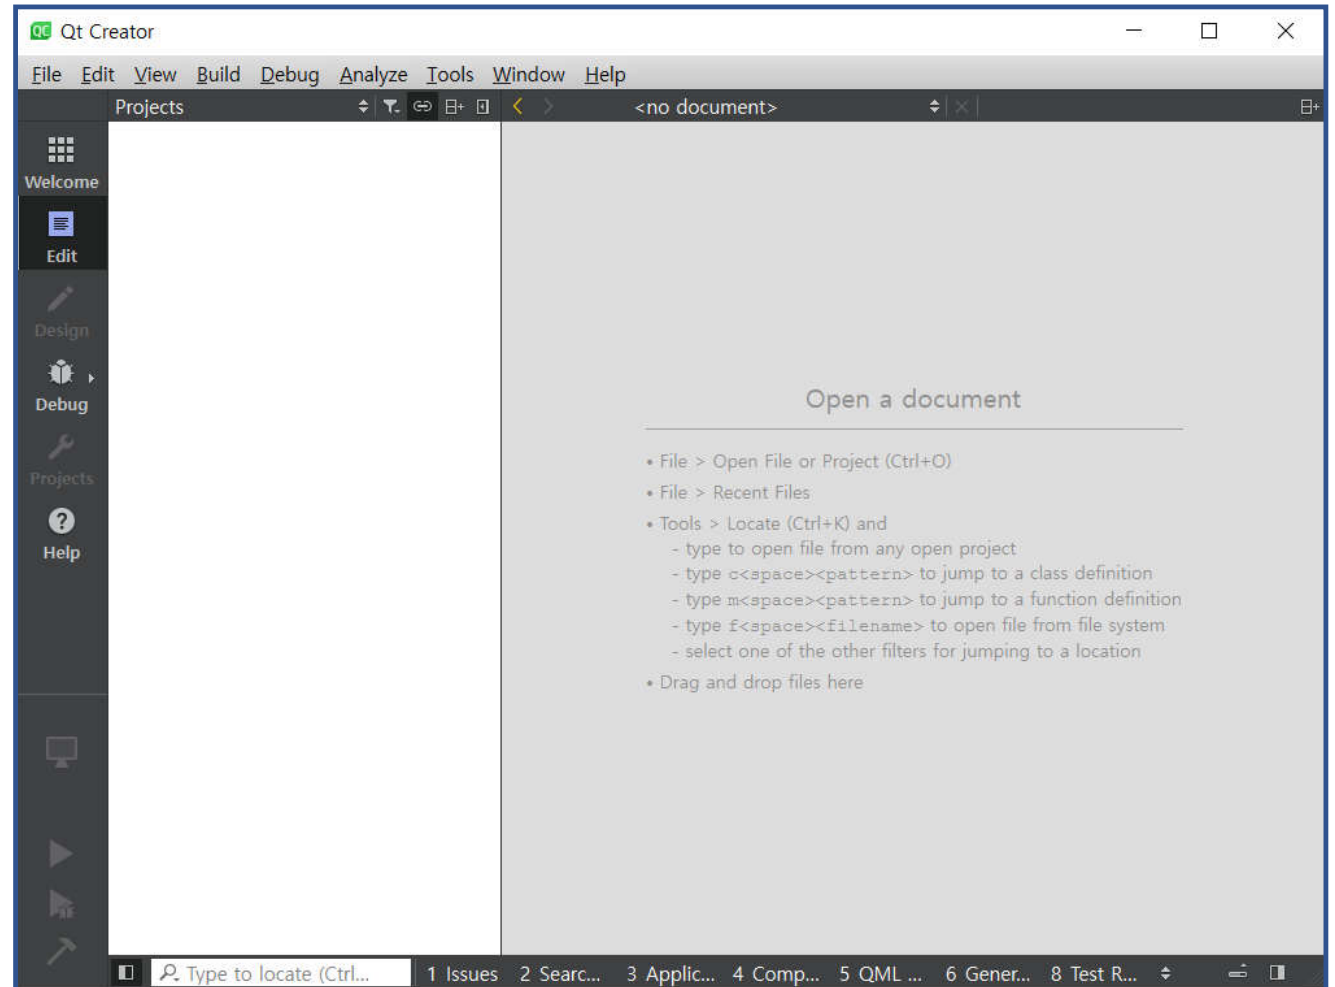 QC Qt Creator
File Edit View Build Debug Analyze Tools Window Help
Projects <no document>
Welcome
Edit
Design
Debug
Projects
Help
Open a document
• File > Open File or Project (Ctrl+O)
• File > Recent Files
• Tools > Locate (Ctrl+K) and
- type to open file from any open project
- type c<space><pattern> to jump to a class definition
- type m<space><pattern> to jump to a function definition
- type f<space><filename> to open file from file system
- select one of the other filters for jumping to a location
• Drag and drop files here
Type to locate (Ctrl... 1 Issues 2 Searc... 3 Applic... 4 Comp... 5 QML ... 6 Gener... 8 Test R...